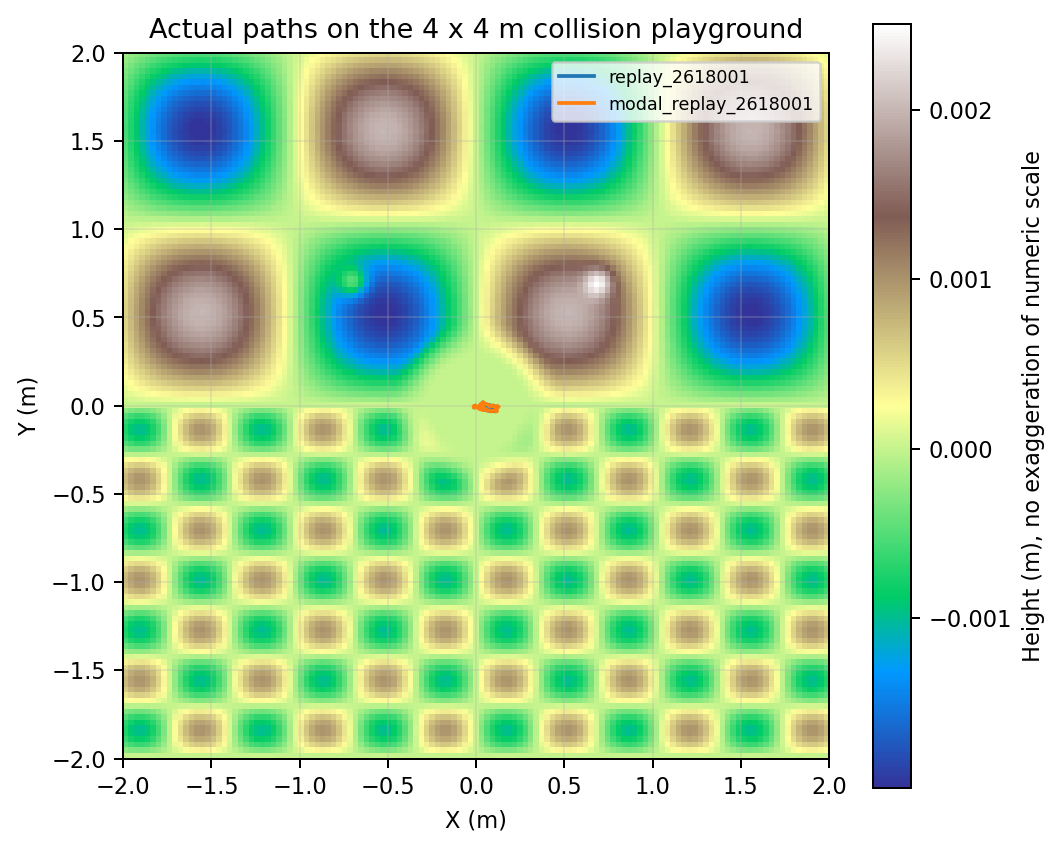 Actual paths on the 4 x 4 m collision playground
replay_2618001
modal_replay_2618001
2.0
1.5
1.0
0.5
0.0
−0.5
−1.0
−1.5
−2.0
Y (m)
−2.0 −1.5 −1.0 −0.5 0.0 0.5 1.0 1.5 2.0
X (m)
0.002
0.001
0.000
−0.001
Height (m), no exaggeration of numeric scale